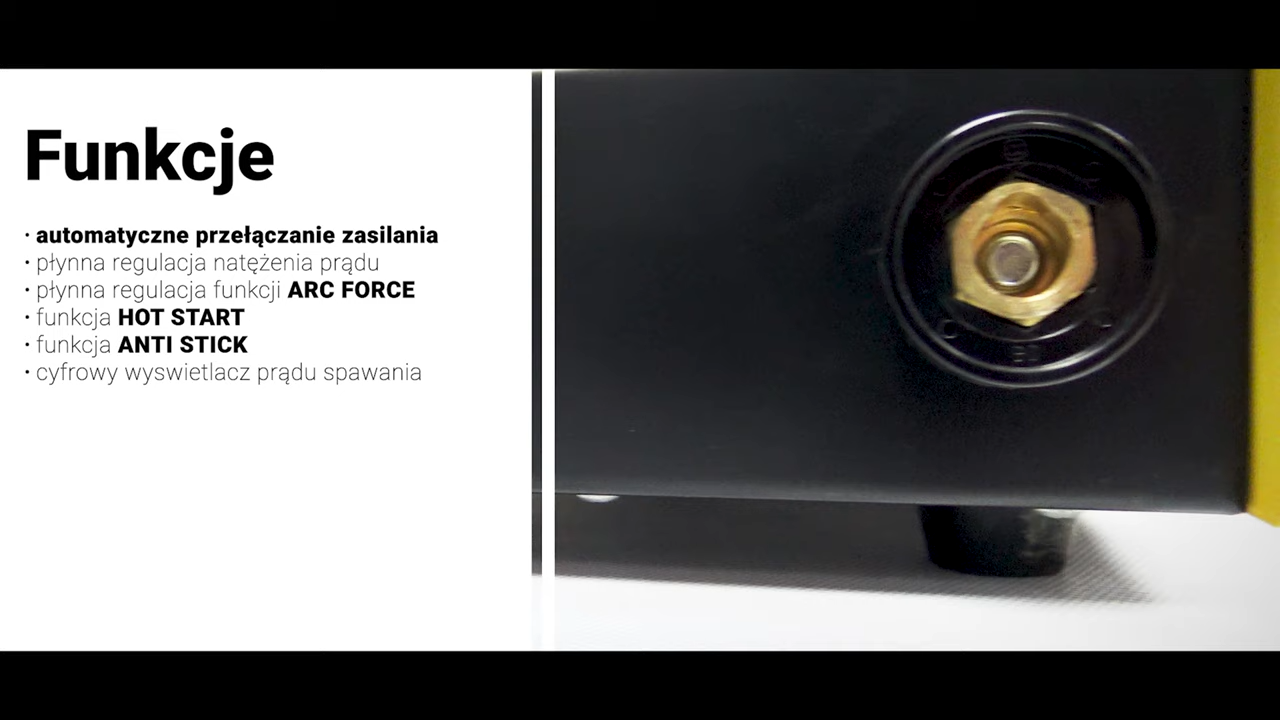 Funkcje
· automatyczne przełączanie zasilania
· płynna regulacja natężenia prądu
· płynna regulacja funkcji ARC FORCE
· funkcja HOT START
· funkcja ANTI STICK
· cyfrowy wyswietlacz prądu spawania